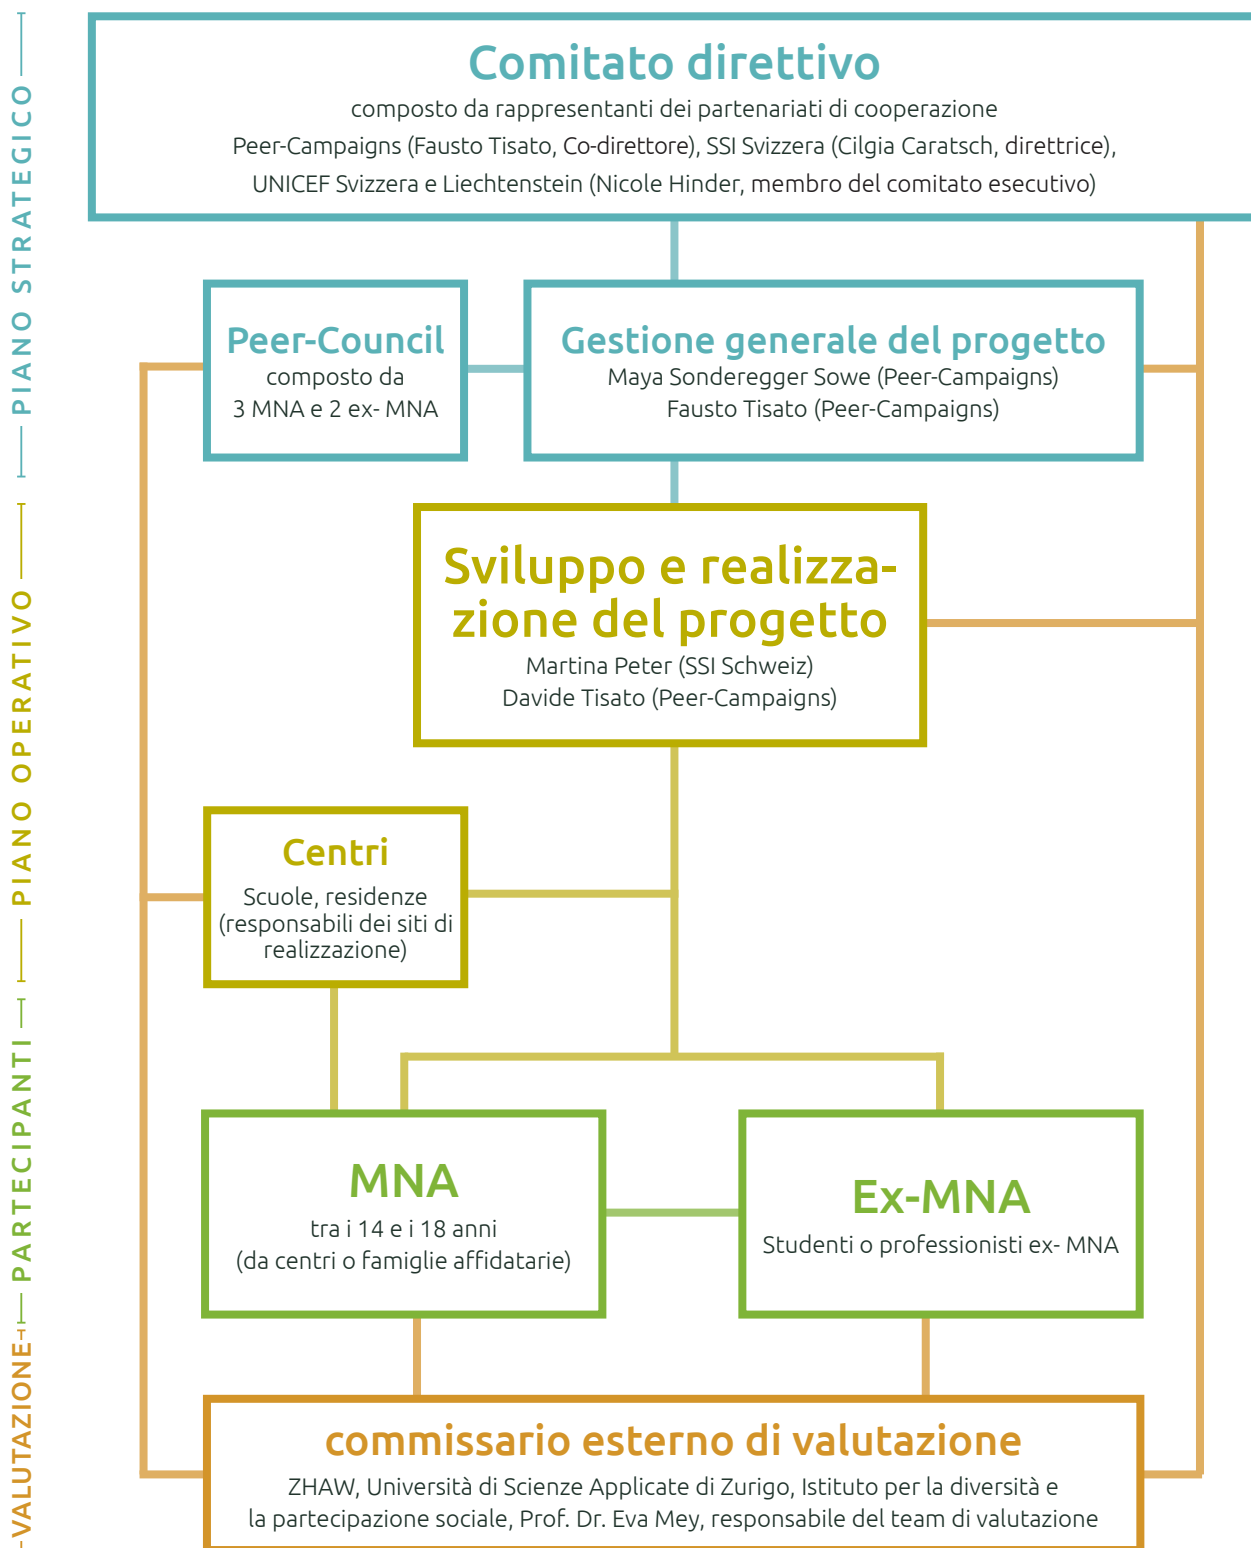 PIANO STRATEGICO
Comitato direttivo
composto da rappresentanti dei partenariati di cooperazione
Peer-Campaigns (Fausto Tisato, Co-direttore), SSI Svizzera (Cilgia Caratsch, direttrice),
UNICEF Svizzera e Liechtenstein (Nicole Hinder, membro del comitato esecutivo)
Peer-Council
composto da
3 MNA e 2 ex- MNA
Gestione generale del progetto
Maya Sonderegger Sowe (Peer-Campaigns)
Fausto Tisato (Peer-Campaigns)
PIANO OPERATIVO
Sviluppo e realizza-
zione del progetto
Martina Peter (SSI Schweiz)
Davide Tisato (Peer-Campaigns)
Centri
Scuole, residenze
(responsabili dei siti di
realizzazione)
PARTECIPANTI
MNA
tra i 14 e i 18 anni
(da centri o famiglie affidatarie)
Ex-MNA
Studenti o professionisti ex- MNA
VALUTAZIONE
commissario esterno di valutazione
ZHAW, Università di Scienze Applicate di Zurigo, Istituto per la diversità e
la partecipazione sociale, Prof. Dr. Eva Mey, responsabile del team di valutazione